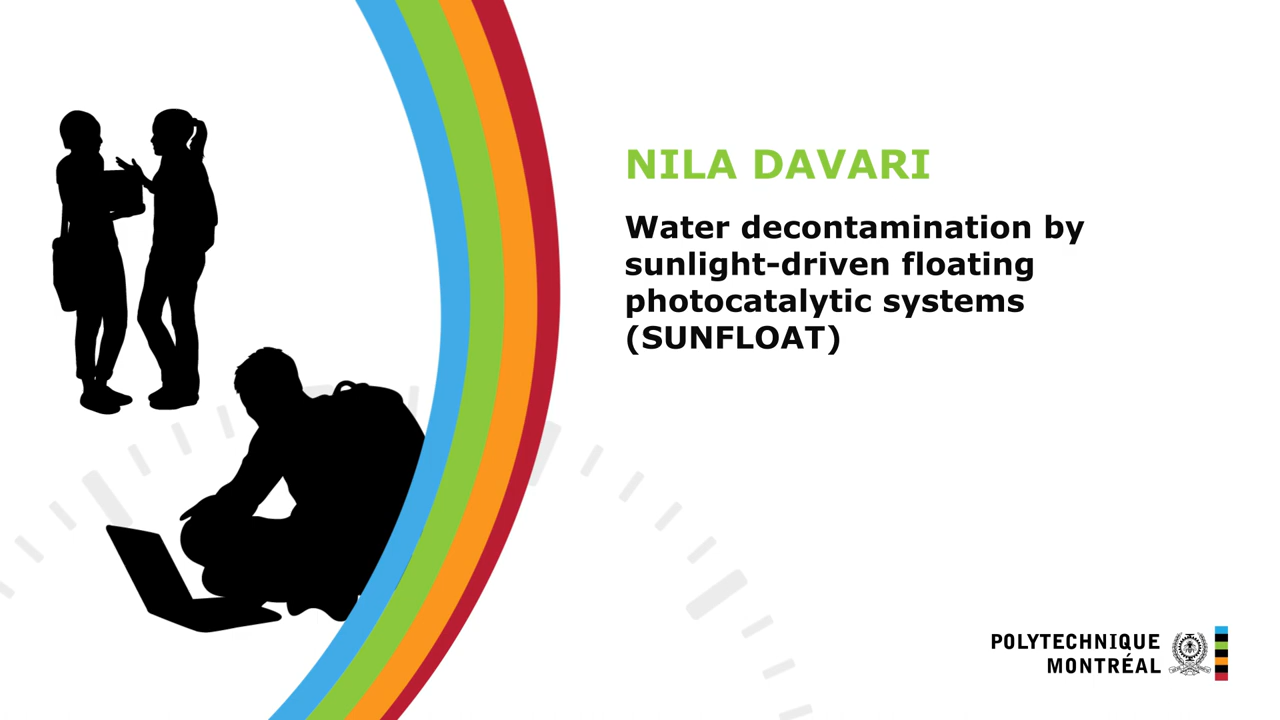 NILA DAVARI
Water decontamination by
sunlight-driven floating
photocatalytic systems
(SUNFLOAT)
POLYTECHNIQUE
MONTRÉAL